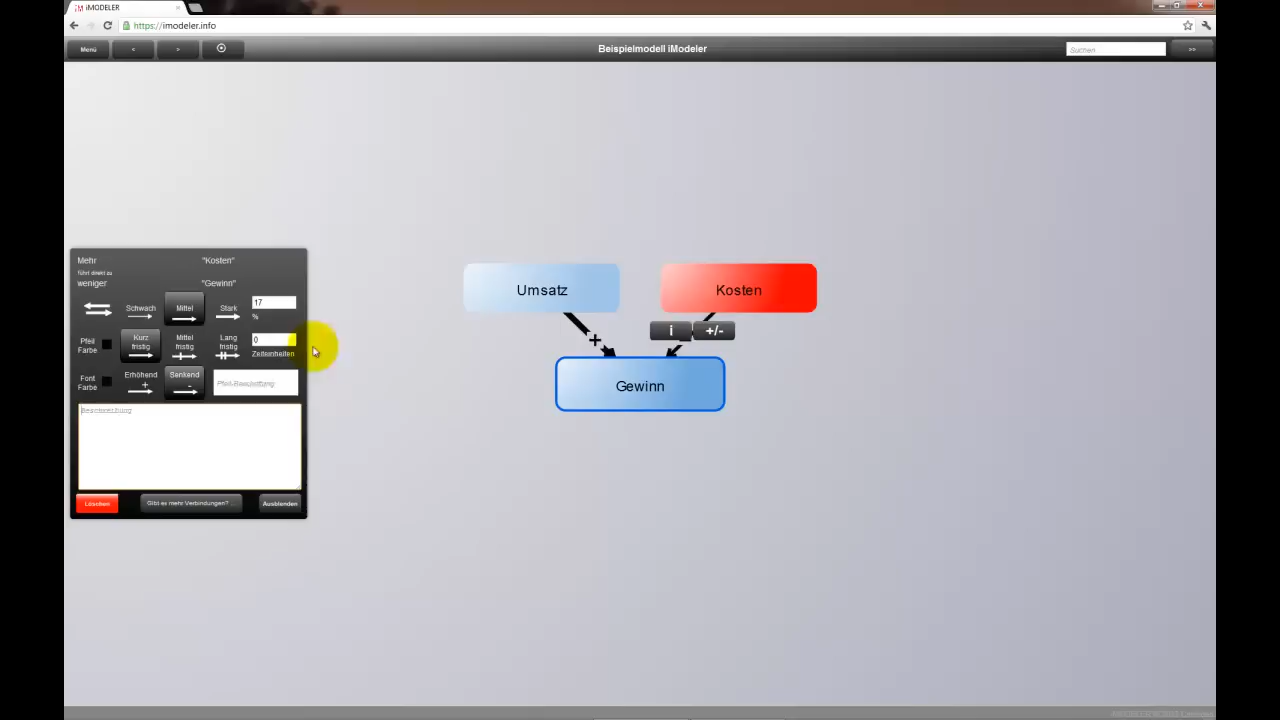 iMODELER
https://imodeler.info
Menü < > Beispielmodell iModeler Suchen >>
Umsatz Kosten
i +/-
+
Gewinn
Mehr "Kosten"
führt direkt zu
weniger "Gewinn"
Schwach Mittel Stark 17
%
Pfeil Farbe Kurz fristig Mittel fristig Lang fristig 0
Zeiteinheiten
Font Farbe Erhöhend + Senkend - Pfeil-Beschriftung
Löschen Gibt es mehr Verbindungen? ... Ausblenden